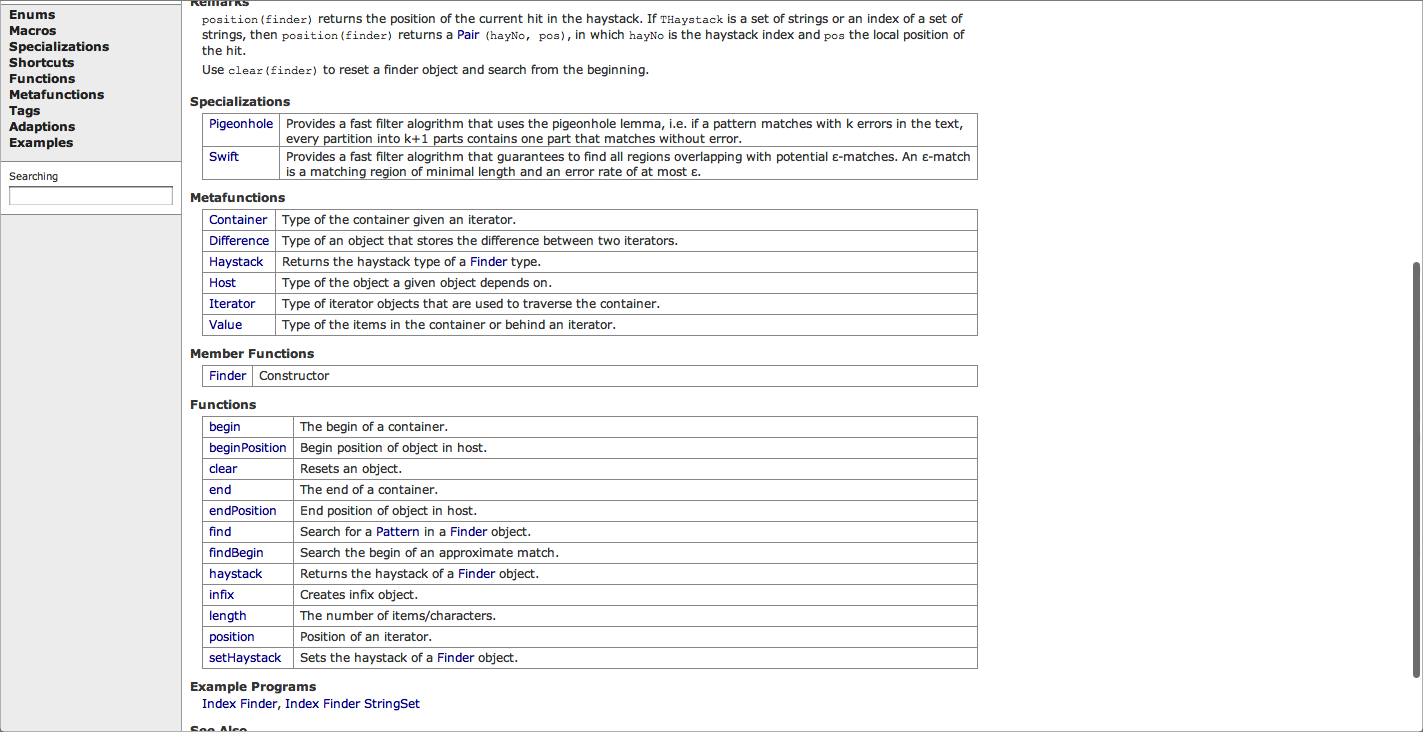 Enums
Macros
Specializations
Shortcuts
Functions
Metafunctions
Tags
Adaptions
Examples
Searching
Remarks
position(finder) returns the position of the current hit in the haystack. If THaystack is a set of strings or an index of a set of
strings, then position(finder) returns a Pair (hayNo, pos), in which hayNo is the haystack index and pos the local position of
the hit.
Use clear(finder) to reset a finder object and search from the beginning.
Specializations
Pigeonhole Provides a fast filter alogrithm that uses the pigeonhole lemma, i.e. if a pattern matches with k errors in the text,
every partition into k+1 parts contains one part that matches without error.
Swift Provides a fast filter alogrithm that guarantees to find all regions overlapping with potential ε-matches. An ε-match
is a matching region of minimal length and an error rate of at most ε.
Metafunctions
Container Type of the container given an iterator.
Difference Type of an object that stores the difference between two iterators.
Haystack Returns the haystack type of a Finder type.
Host Type of the object a given object depends on.
Iterator Type of iterator objects that are used to traverse the container.
Value Type of the items in the container or behind an iterator.
Member Functions
Finder Constructor
Functions
begin The begin of a container.
beginPosition Begin position of object in host.
clear Resets an object.
end The end of a container.
endPosition End position of object in host.
find Search for a Pattern in a Finder object.
findBegin Search the begin of an approximate match.
haystack Returns the haystack of a Finder object.
infix Creates infix object.
length The number of items/characters.
position Position of an iterator.
setHaystack Sets the haystack of a Finder object.
Example Programs
Index Finder, Index Finder StringSet
See Also